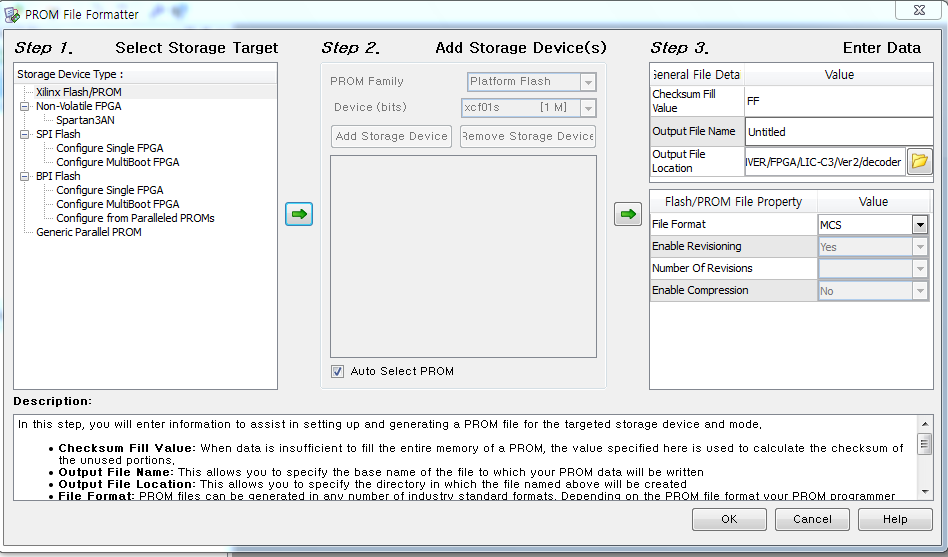 PROM File Formatter
Step 1. Select Storage Target
Storage Device Type :
Xilinx Flash/PROM
Non-Volatile FPGA
Spartan3AN
SPI Flash
Configure Single FPGA
Configure MultiBoot FPGA
BPI Flash
Configure Single FPGA
Configure MultiBoot FPGA
Configure from Paralleled PROMs
Generic Parallel PROM
Step 2. Add Storage Device(s)
PROM Family Platform Flash
Device (bits) xcf01s [1 M]
Add Storage Device Remove Storage Device
Auto Select PROM
Step 3. Enter Data
General File Detail Value
Checksum Fill
Value FF
Output File Name Untitled
Output File
Location IVER/FPGA/LIC-C3/Ver2/decoder
Flash/PROM File Property Value
File Format MCS
Enable Revisioning Yes
Number Of Revisions
Enable Compression No
Description:
In this step, you will enter information to assist in setting up and generating a PROM file for the targeted storage device and mode.
• Checksum Fill Value: When data is insufficient to fill the entire memory of a PROM, the value specified here is used to calculate the checksum of
the unused portions.
• Output File Name: This allows you to specify the base name of the file to which your PROM data will be written
• Output File Location: This allows you to specify the directory in which the file named above will be created
• File Format: PROM files can be generated in any number of industry standard formats. Depending on the PROM file format your PROM programmer
OK Cancel Help